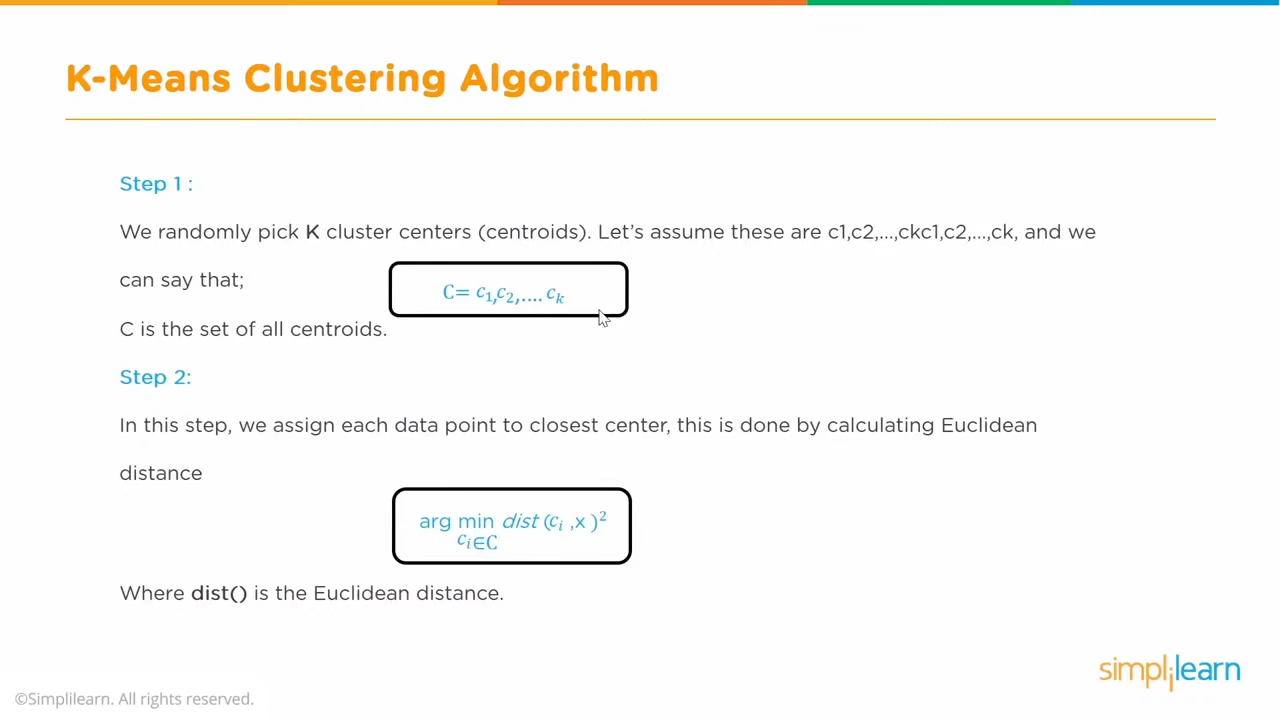 K-Means Clustering Algorithm
Step 1 :
We randomly pick K cluster centers (centroids). Let’s assume these are c1,c2,...,ckc1,c2,...,ck, and we
can say that;
C= c₁,c₂,.... cₖ
C is the set of all centroids.
Step 2:
In this step, we assign each data point to closest center, this is done by calculating Euclidean
distance
arg min dist (cᵢ ,x )²
cᵢ∈C
Where dist() is the Euclidean distance.
simplilearn
©Simplilearn. All rights reserved.